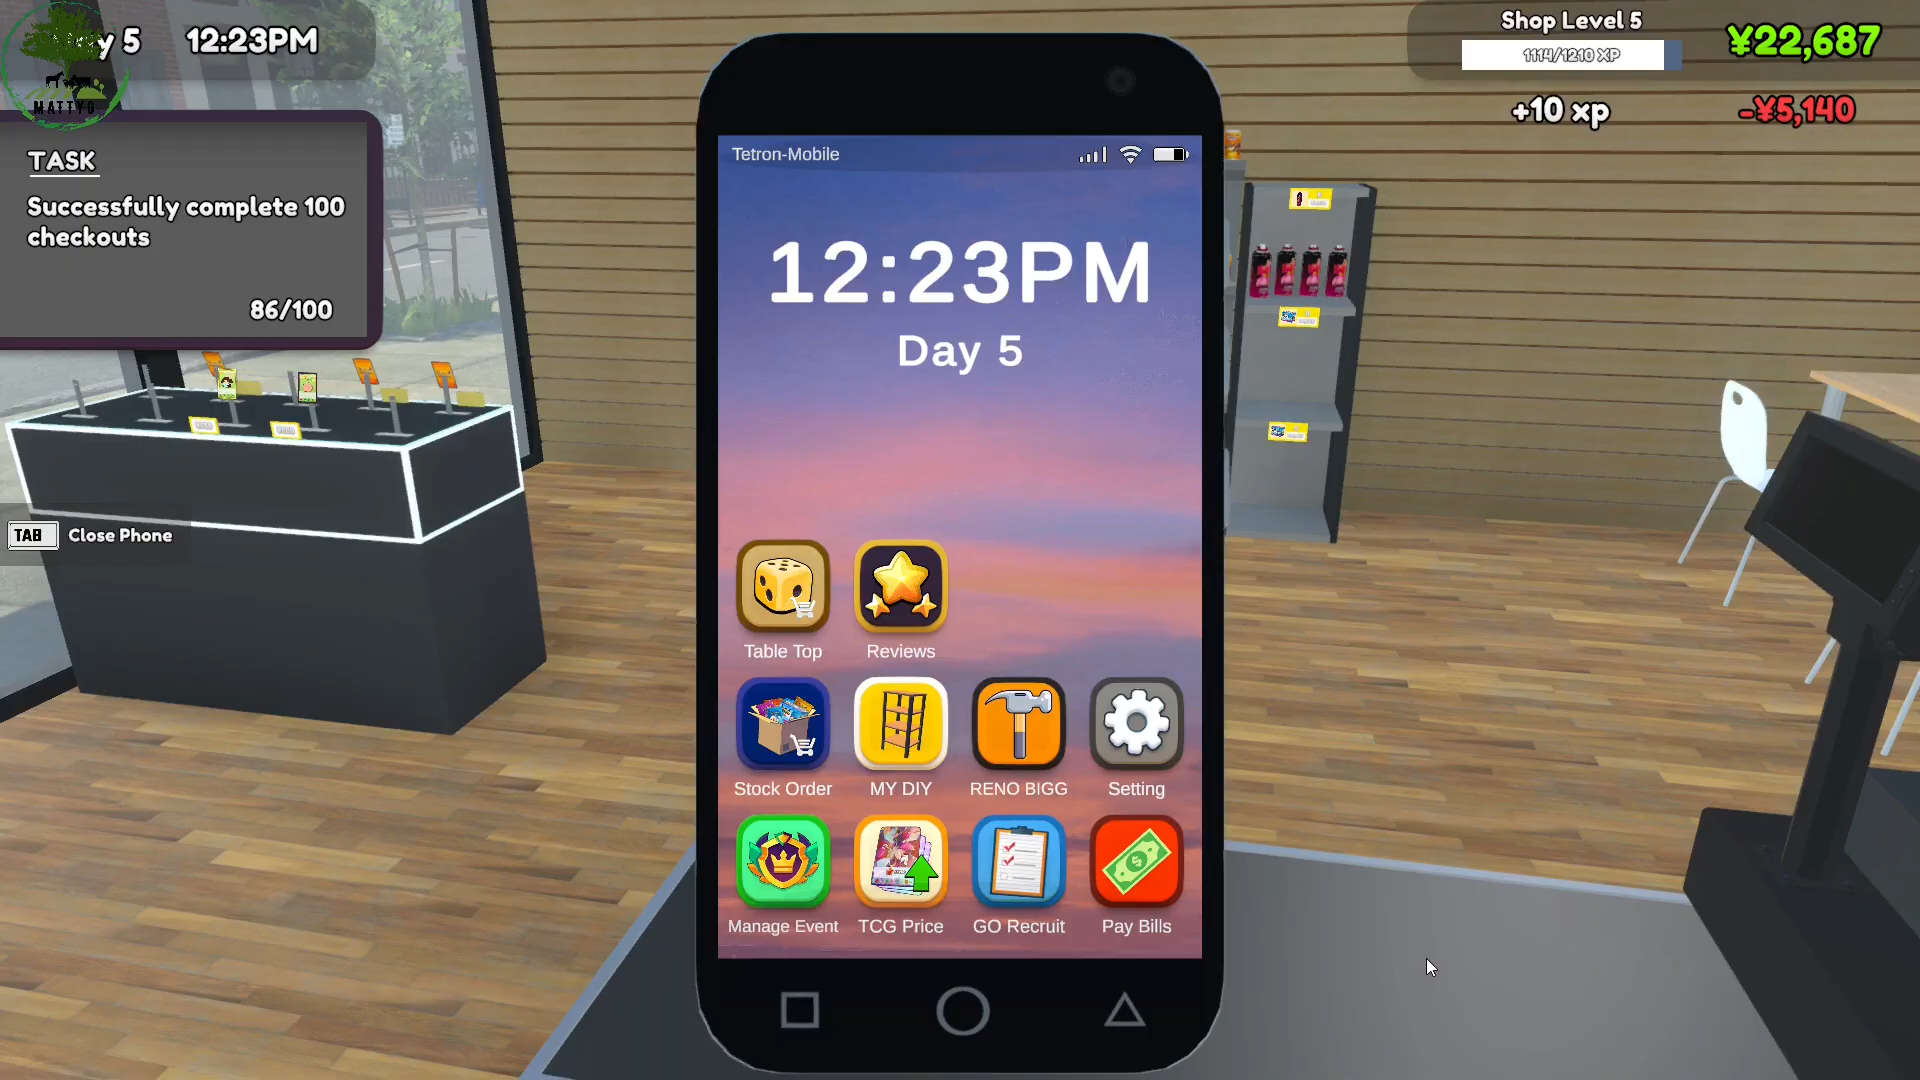 y 5 12:23PM
MATTYG
TASK
Successfully complete 100
checkouts
86/100
TAB Close Phone
Shop Level 5
1114/1210 XP
¥22,687
+10 xp
-¥5,140
Tetron-Mobile
12:23PM
Day 5
Table Top
Reviews
Stock Order
MY DIY
RENO BIGG
Setting
Manage Event
TCG Price
GO Recruit
Pay Bills